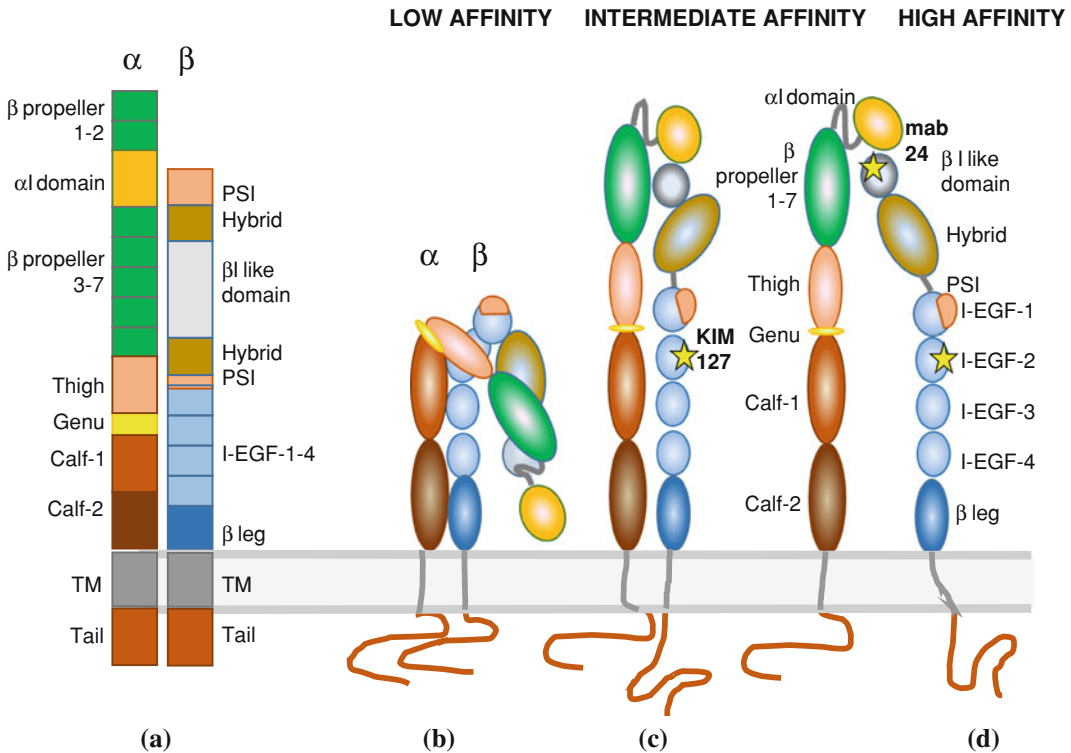 LOW AFFINITY
INTERMEDIATE AFFINITY
HIGH AFFINITY
α
β
β propeller
1-2
αI domain
β propeller
3-7
Thigh
Genu
Calf-1
Calf-2
TM
Tail
PSI
Hybrid
βI like
domain
Hybrid
PSI
I-EGF-1-4
β leg
TM
Tail
α
β
KIM
127
αI domain
β
propeller
1-7
Thigh
Genu
Calf-1
Calf-2
mab
24
β I like
domain
Hybrid
PSI
I-EGF-1
I-EGF-2
I-EGF-3
I-EGF-4
β leg
(a)
(b)
(c)
(d)